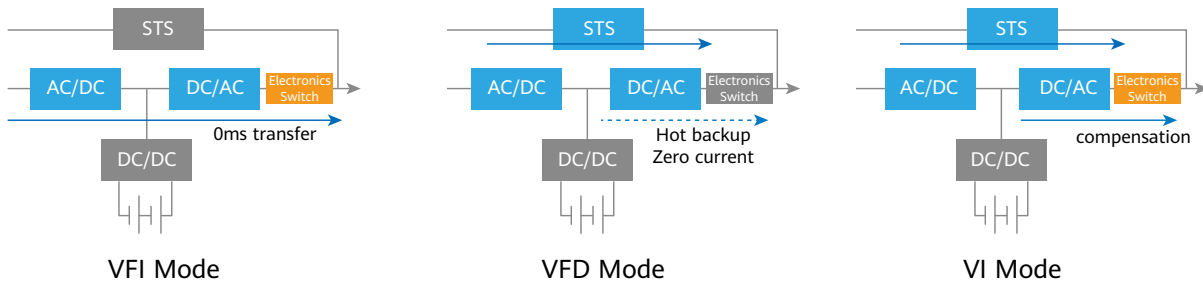 STS
AC/DC
DC/AC
Electronics
Switch
0ms transfer
DC/DC
VFI Mode
STS
AC/DC
DC/AC
Electronics
Switch
Hot backup
Zero current
DC/DC
VFD Mode
STS
AC/DC
DC/AC
Electronics
Switch
compensation
DC/DC
VI Mode